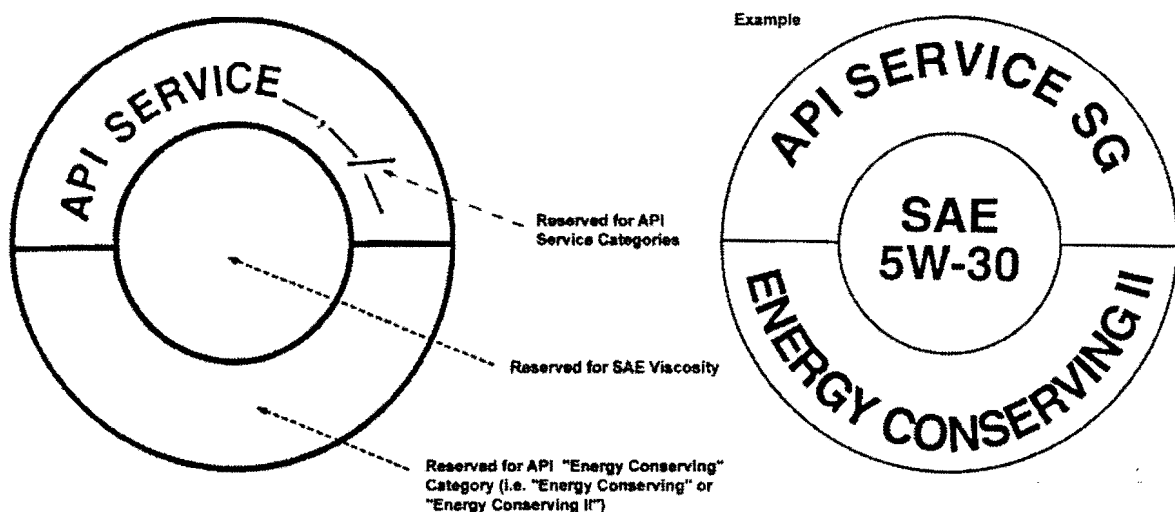 API SERVICE
Reserved for API
Service Categories
Reserved for SAE Viscosity
Reserved for API "Energy Conserving"
Category (i.e. "Energy Conserving" or
"Energy Conserving II")
Example
API SERVICE SG
SAE
5W-30
ENERGY CONSERVING II